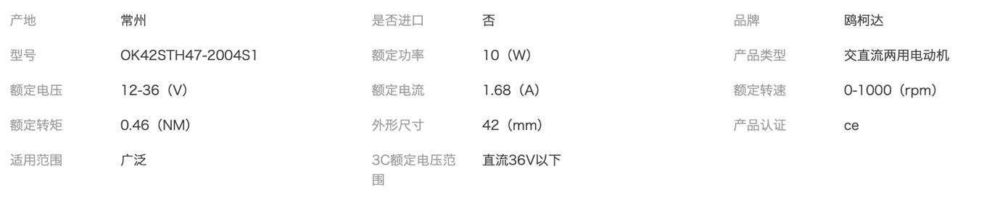 产地 常州 是否进口 否 品牌 鸥柯达
型号 OK42STH47-2004S1 额定功率 10（W） 产品类型 交直流两用电动机
额定电压 12-36（V） 额定电流 1.68（A） 额定转速 0-1000（rpm）
额定转矩 0.46（NM） 外形尺寸 42（mm） 产品认证 ce
适用范围 广泛 3C额定电压范 直流36V以下
围